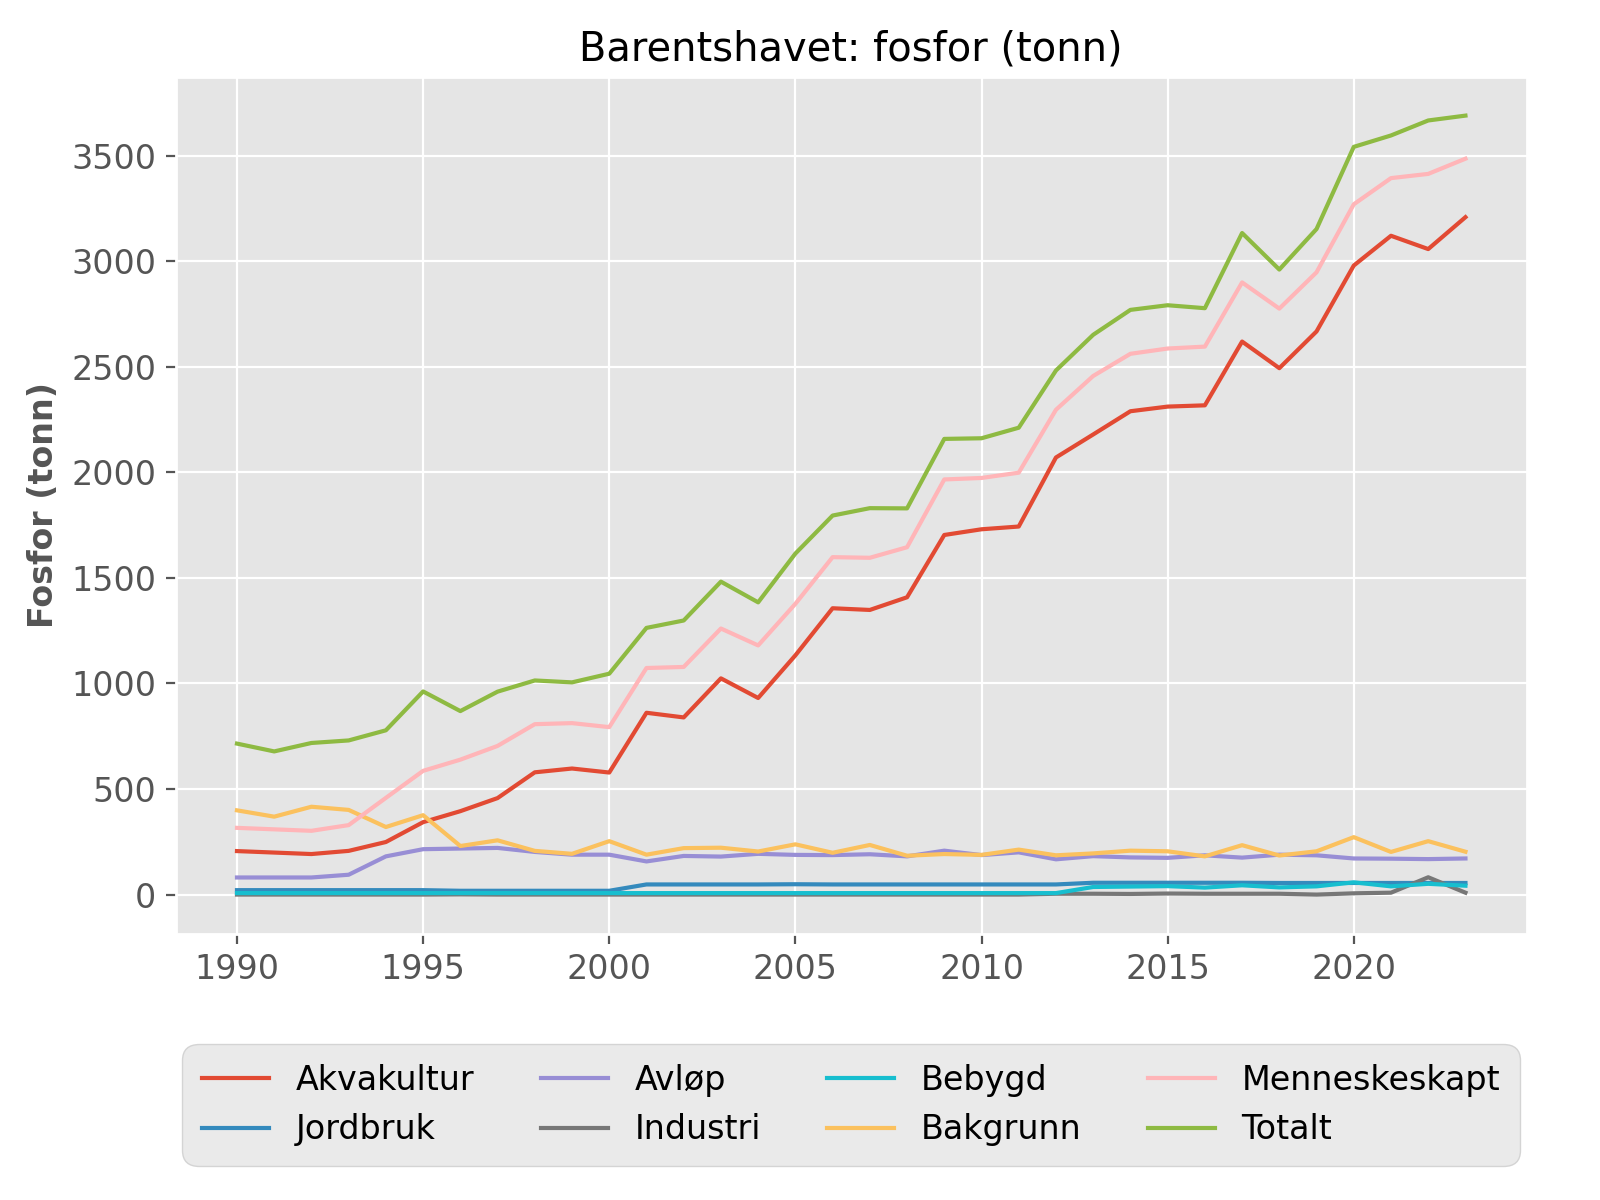 Barentshavet: fosfor (tonn)
Fosfor (tonn)
3500
3000
2500
2000
1500
1000
500
0
1990 1995 2000 2005 2010 2015 2020
Akvakultur Avløp Bebygd Menneskeskapt
Jordbruk Industri Bakgrunn Totalt